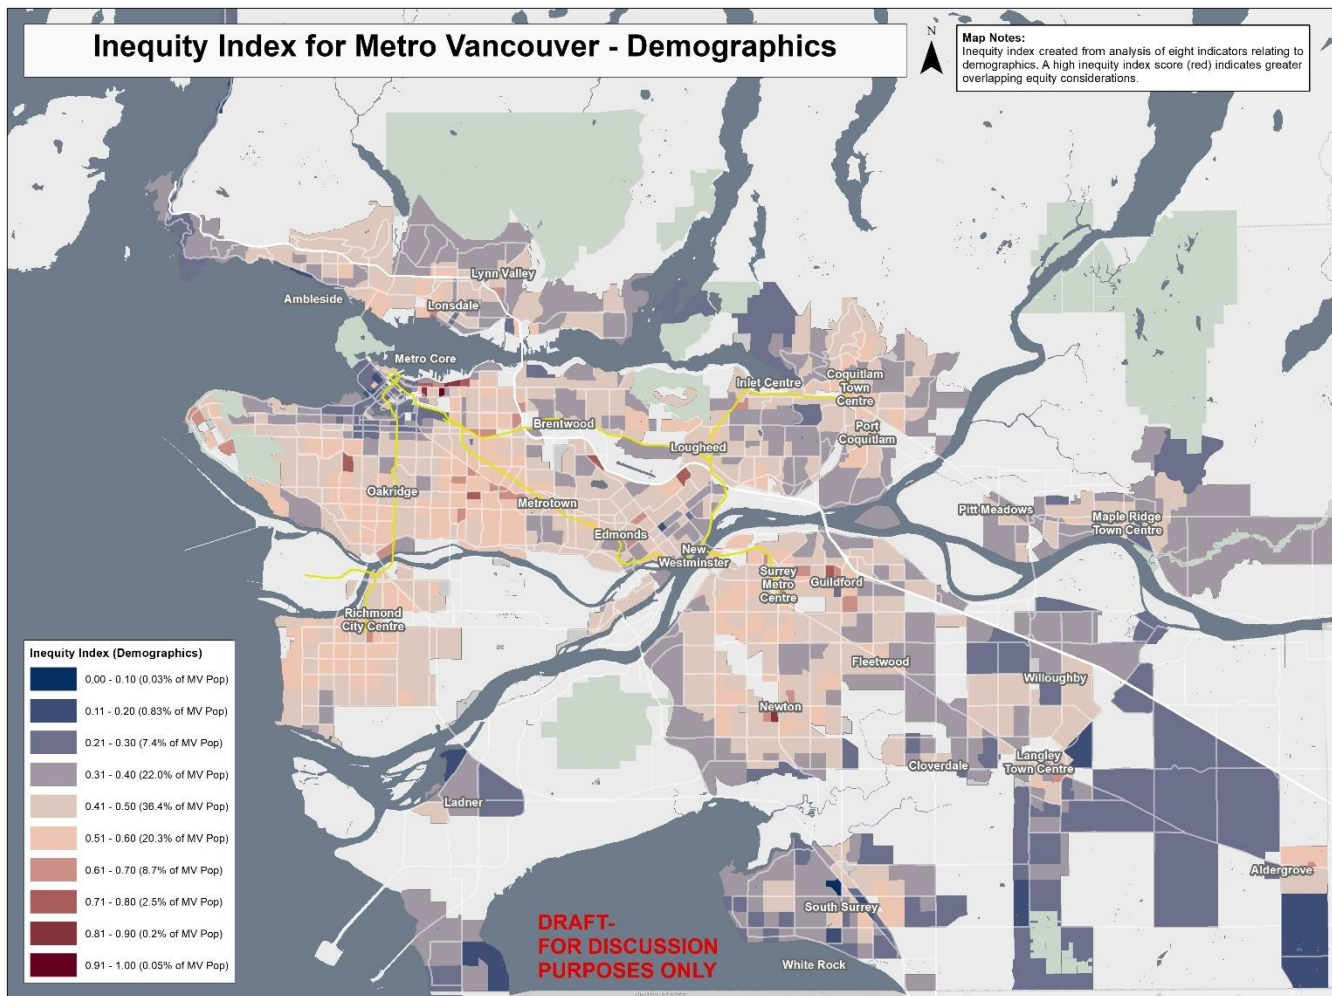 Inequity Index for Metro Vancouver - Demographics
N
Map Notes:
Inequity index created from analysis of eight indicators relating to
demographics. A high inequity index score (red) indicates greater
overlapping equity considerations.
Lynn Valley
Ambleside
Lonsdale
Metro Core
Inlet Centre
Coquitlam
Town
Centre
Brentwood
Port
Coquitlam
Lougheed
Oakridge
Metrotown
Pitt Meadows
Maple Ridge
Town Centre
Edmonds
New
Westminster
Surrey
Metro
Centre
Guildford
Richmond
City Centre
Fleetwood
Willoughby
Newton
Cloverdale
Langley
Town Centre
Ladner
Aldergrove
South Surrey
White Rock
Inequity Index (Demographics)
0.00 - 0.10 (0.03% of MV Pop)
0.11 - 0.20 (0.83% of MV Pop)
0.21 - 0.30 (7.4% of MV Pop)
0.31 - 0.40 (22.0% of MV Pop)
0.41 - 0.50 (36.4% of MV Pop)
0.51 - 0.60 (20.3% of MV Pop)
0.61 - 0.70 (8.7% of MV Pop)
0.71 - 0.80 (2.5% of MV Pop)
0.81 - 0.90 (0.2% of MV Pop)
0.91 - 1.00 (0.05% of MV Pop)
DRAFT-
FOR DISCUSSION
PURPOSES ONLY
UNITED STATES